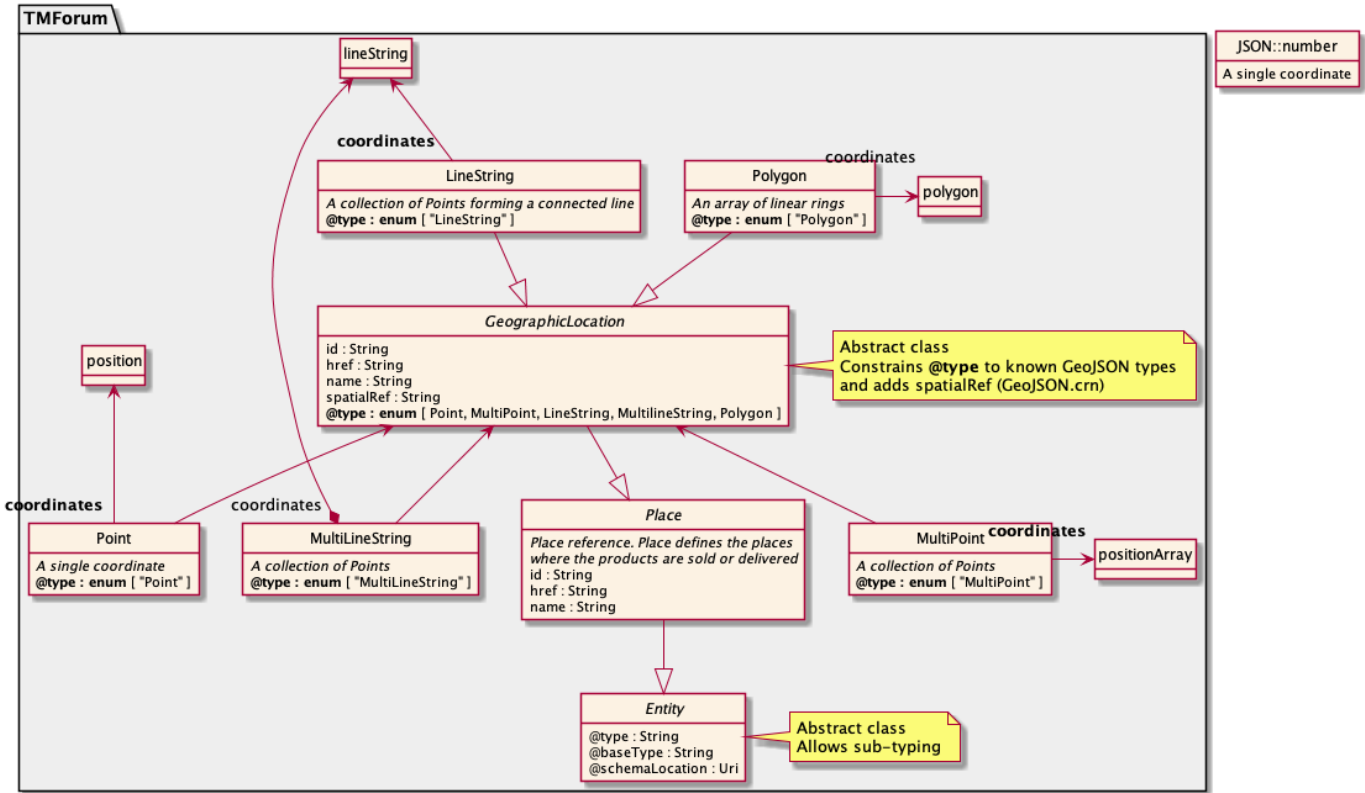 TMForum
lineString
JSON::number
A single coordinate
coordinates
LineString
A collection of Points forming a connected line
@type : enum [ "LineString" ]
coordinates
Polygon
An array of linear rings
@type : enum [ "Polygon" ]
polygon
GeographicLocation
id : String
href : String
name : String
spatialRef : String
@type : enum [ Point, MultiPoint, LineString, MultilineString, Polygon ]
Abstract class
Constrains @type to known GeoJSON types
and adds spatialRef (GeoJSON.crn)
position
coordinates
Point
A single coordinate
@type : enum [ "Point" ]
coordinates
MultiLineString
A collection of Points
@type : enum [ "MultiLineString" ]
Place
Place reference. Place defines the places
where the products are sold or delivered
id : String
href : String
name : String
coordinates
MultiPoint
A collection of Points
@type : enum [ "MultiPoint" ]
positionArray
Entity
@type : String
@baseType : String
@schemaLocation : Uri
Abstract class
Allows sub-typing